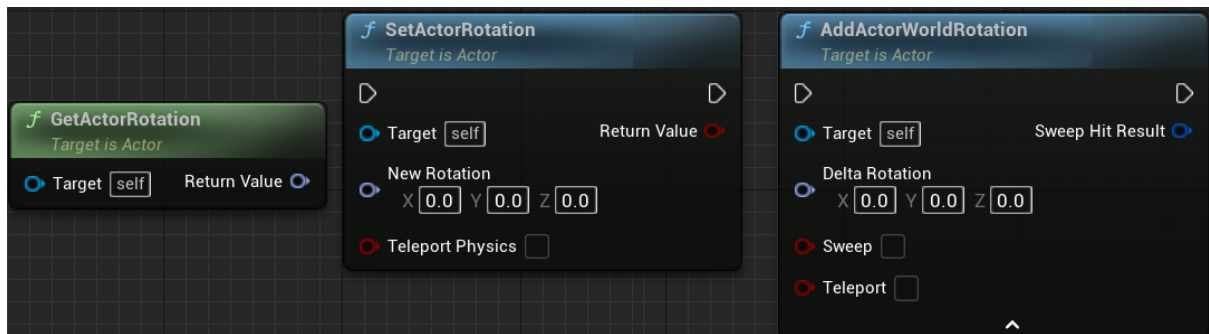 f GetActorRotation
Target is Actor
Target self Return Value
f SetActorRotation
Target is Actor
Target self Return Value
New Rotation
X 0.0 Y 0.0 Z 0.0
Teleport Physics
f AddActorWorldRotation
Target is Actor
Target self Sweep Hit Result
Delta Rotation
X 0.0 Y 0.0 Z 0.0
Sweep
Teleport